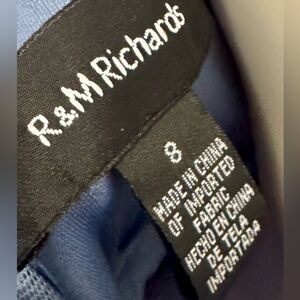 R&M Richards
8
MADE IN CHINA
OF IMPORTED
FABRIC
HECHO EN CHINA
DE TELA
IMPORTADA